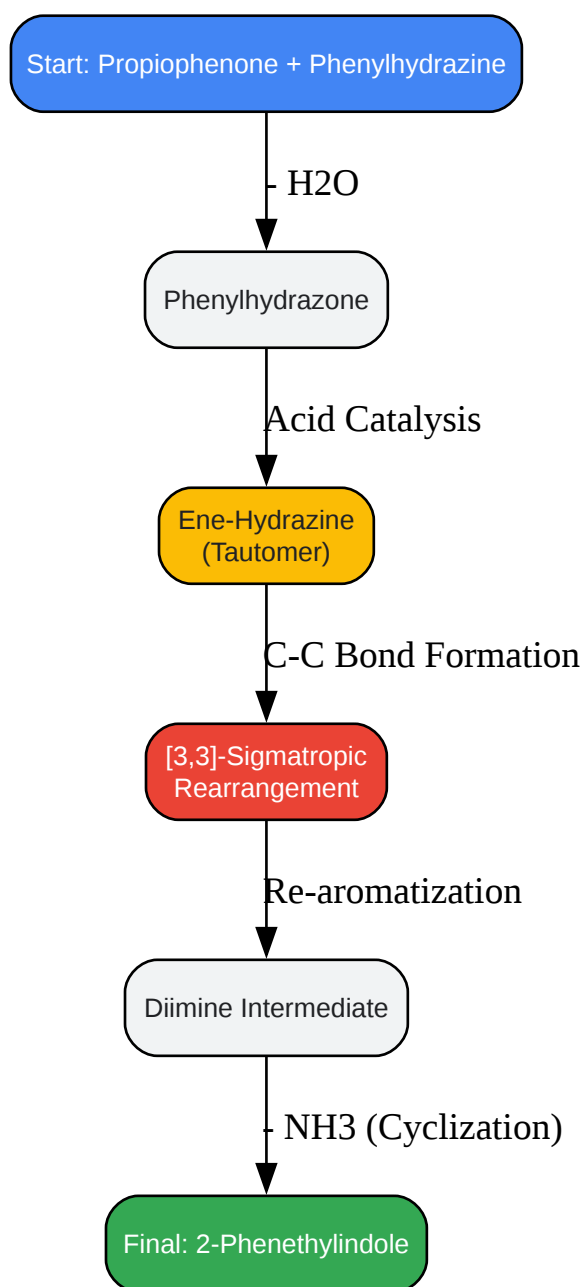 Start: Propiophenone + Phenylhydrazine
- H2O
Phenylhydrazone
Acid Catalysis
Ene-Hydrazine
(Tautomer)
C-C Bond Formation
[3,3]-Sigmatropic
Rearrangement
Re-aromatization
Diimine Intermediate
- NH3 (Cyclization)
Final: 2-Phenethylindole